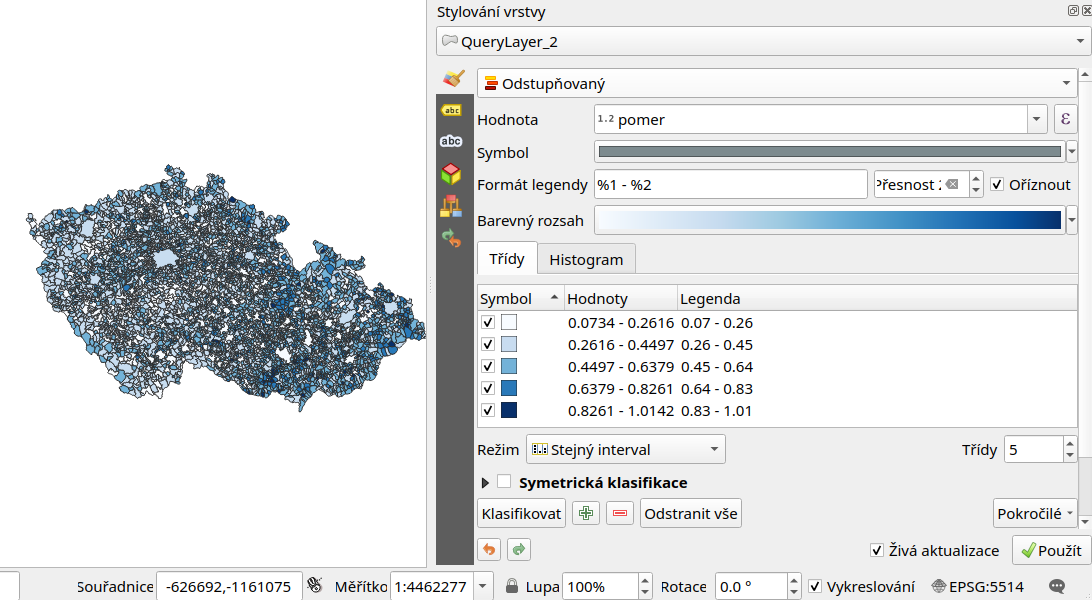 Stylování vrstvy
QueryLayer_2
Odstupňovaný
abc
Hodnota
1.2 pomer
ε
abc
Symbol
Formát legendy
%1 - %2
Přesnost 2
Oříznout
Barevný rozsah
Třídy
Histogram
Symbol
Hodnoty
Legenda
0.0734 - 0.2616 0.07 - 0.26
0.2616 - 0.4497 0.26 - 0.45
0.4497 - 0.6379 0.45 - 0.64
0.6379 - 0.8261 0.64 - 0.83
0.8261 - 1.0142 0.83 - 1.01
Režim
Stejný interval
Třídy
5
Symetrická klasifikace
Klasifikovat
Odstranit vše
Pokročilé
Živá aktualizace
Použít
Souřadnice -626692,-1161075 Měřítko 1:4462277 Lupa 100% Rotace 0.0 ° Vykreslování EPSG:5514